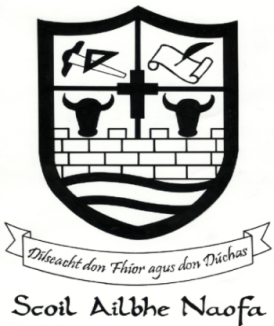 Dílseacht don Fhíor agus don Dúchas
Scoil Ailbhe Naofa